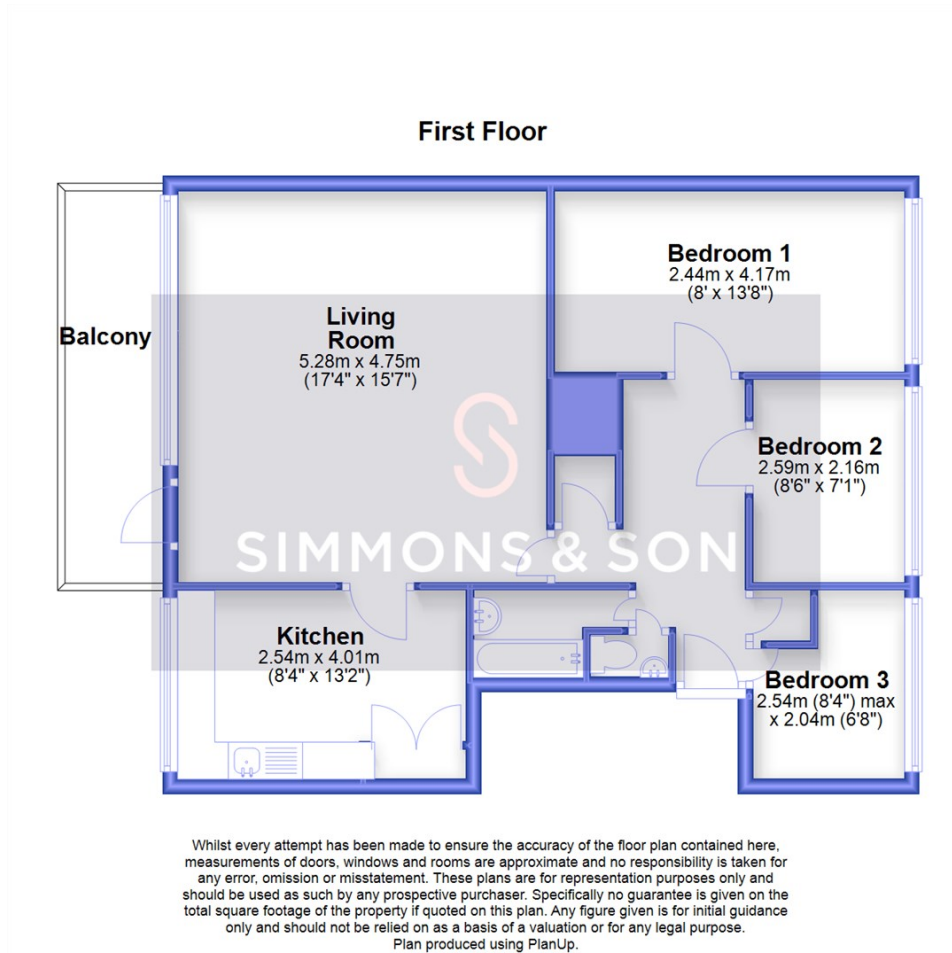 First Floor
Bedroom 1
2.44m x 4.17m
(8' x 13'8")
Living
Room
5.28m x 4.75m
(17'4" x 15'7")
Balcony
Bedroom 2
2.59m x 2.16m
(8'6" x 7'1")
SIMMONS & SON
Kitchen
2.54m x 4.01m
(8'4" x 13'2")
Bedroom 3
2.54m (8'4") max
x 2.04m (6'8")
Whilst every attempt has been made to ensure the accuracy of the floor plan contained here,
measurements of doors, windows and rooms are approximate and no responsibility is taken for
any error, omission or misstatement. These plans are for representation purposes only and
should be used as such by any prospective purchaser. Specifically no guarantee is given on the
total square footage of the property if quoted on this plan. Any figure given is for initial guidance
only and should not be relied on as a basis of a valuation or for any legal purpose.
Plan produced using PlanUp.